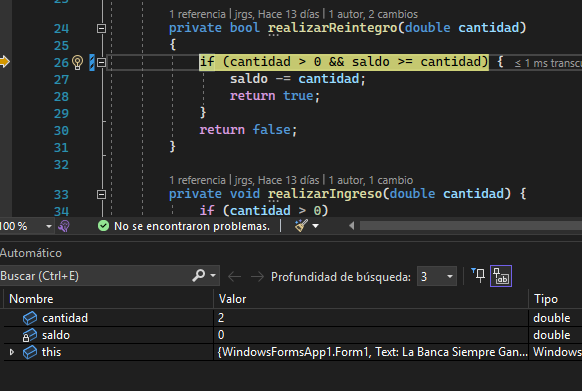 1 referencia | jrgs, Hace 13 días | 1 autor, 2 cambios
24 private bool realizarReintegro(double cantidad)
25 {
26 if (cantidad > 0 && saldo >= cantidad) { ≤ 1 ms transcu
27 saldo -= cantidad;
28 return true;
29 }
30 return false;
31 }
32
1 referencia | jrgs, Hace 13 días | 1 autor, 1 cambio
33 private void realizarIngreso(double cantidad) {
34 if (cantidad > 0)
100 % No se encontraron problemas.
Automático
Buscar (Ctrl+E) Profundidad de búsqueda: 3
Nombre Valor Tipo
cantidad 2 double
saldo 0 double
this {WindowsFormsApp1.Form1, Text: La Banca Siempre Gan... Windows